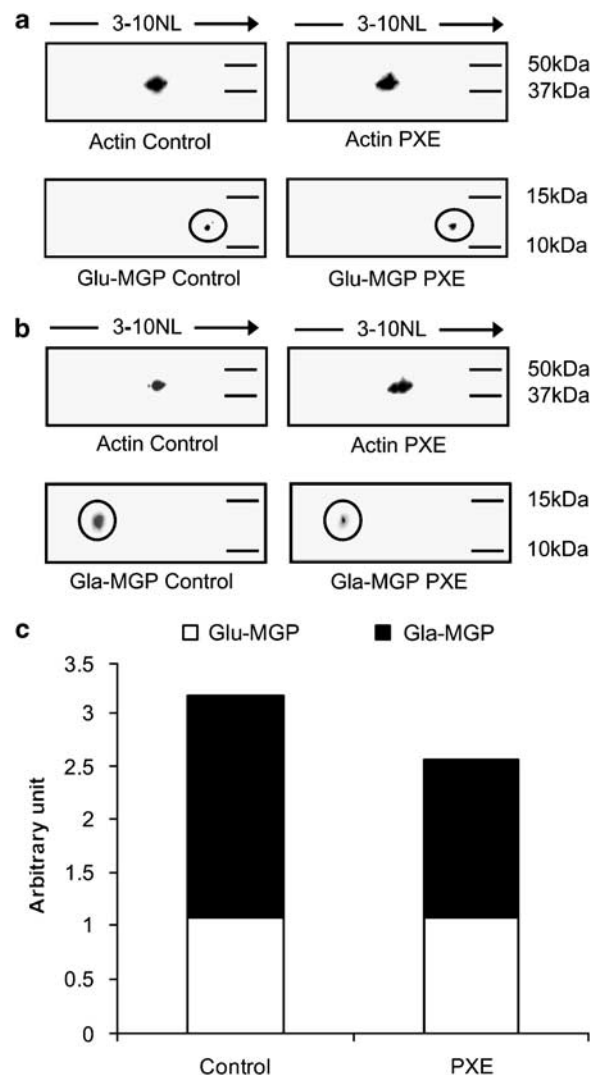 a
3-10NL 3-10NL
50kDa
37kDa
Actin Control Actin PXE
15kDa
10kDa
Glu-MGP Control Glu-MGP PXE
b
3-10NL 3-10NL
50kDa
37kDa
Actin Control Actin PXE
15kDa
10kDa
Gla-MGP Control Gla-MGP PXE
c
Glu-MGP Gla-MGP
3.5
3
2.5
2
1.5
1
0.5
0
Arbitrary unit
Control PXE